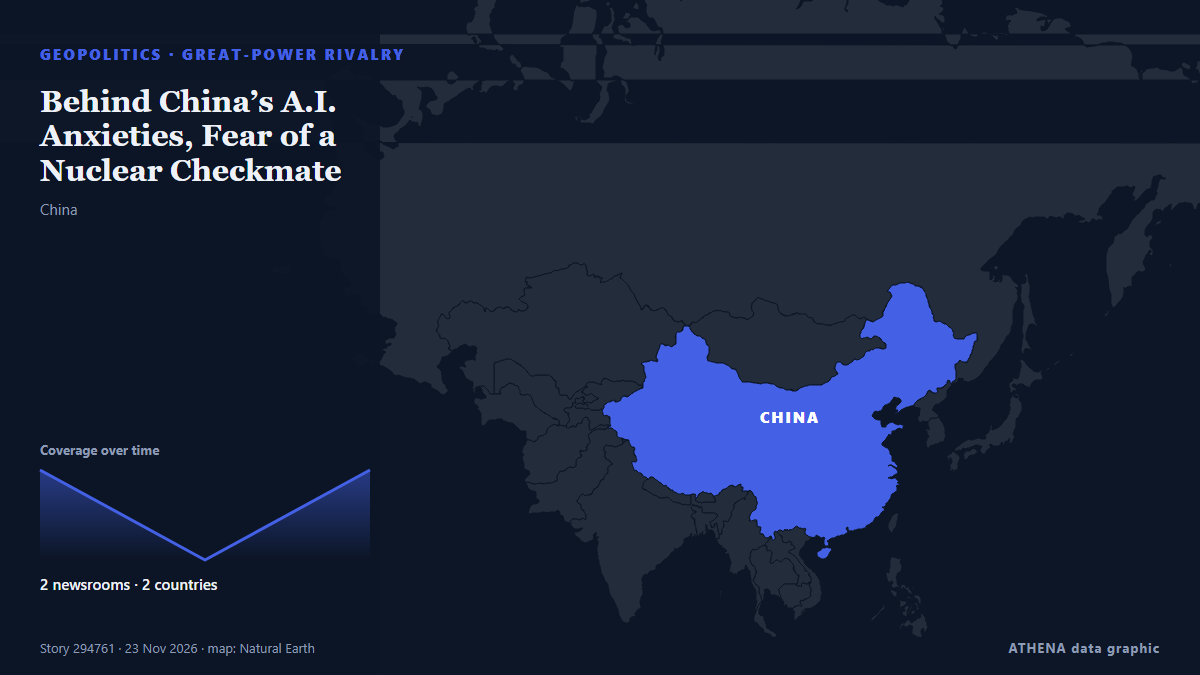 GEOPOLITICS · GREAT-POWER RIVALRY
Behind China’s A.I.
Anxieties, Fear of a
Nuclear Checkmate
China
CHINA
Coverage over time
2 newsrooms · 2 countries
Story 294761 · 23 Nov 2026 · map: Natural Earth
ATHENA data graphic